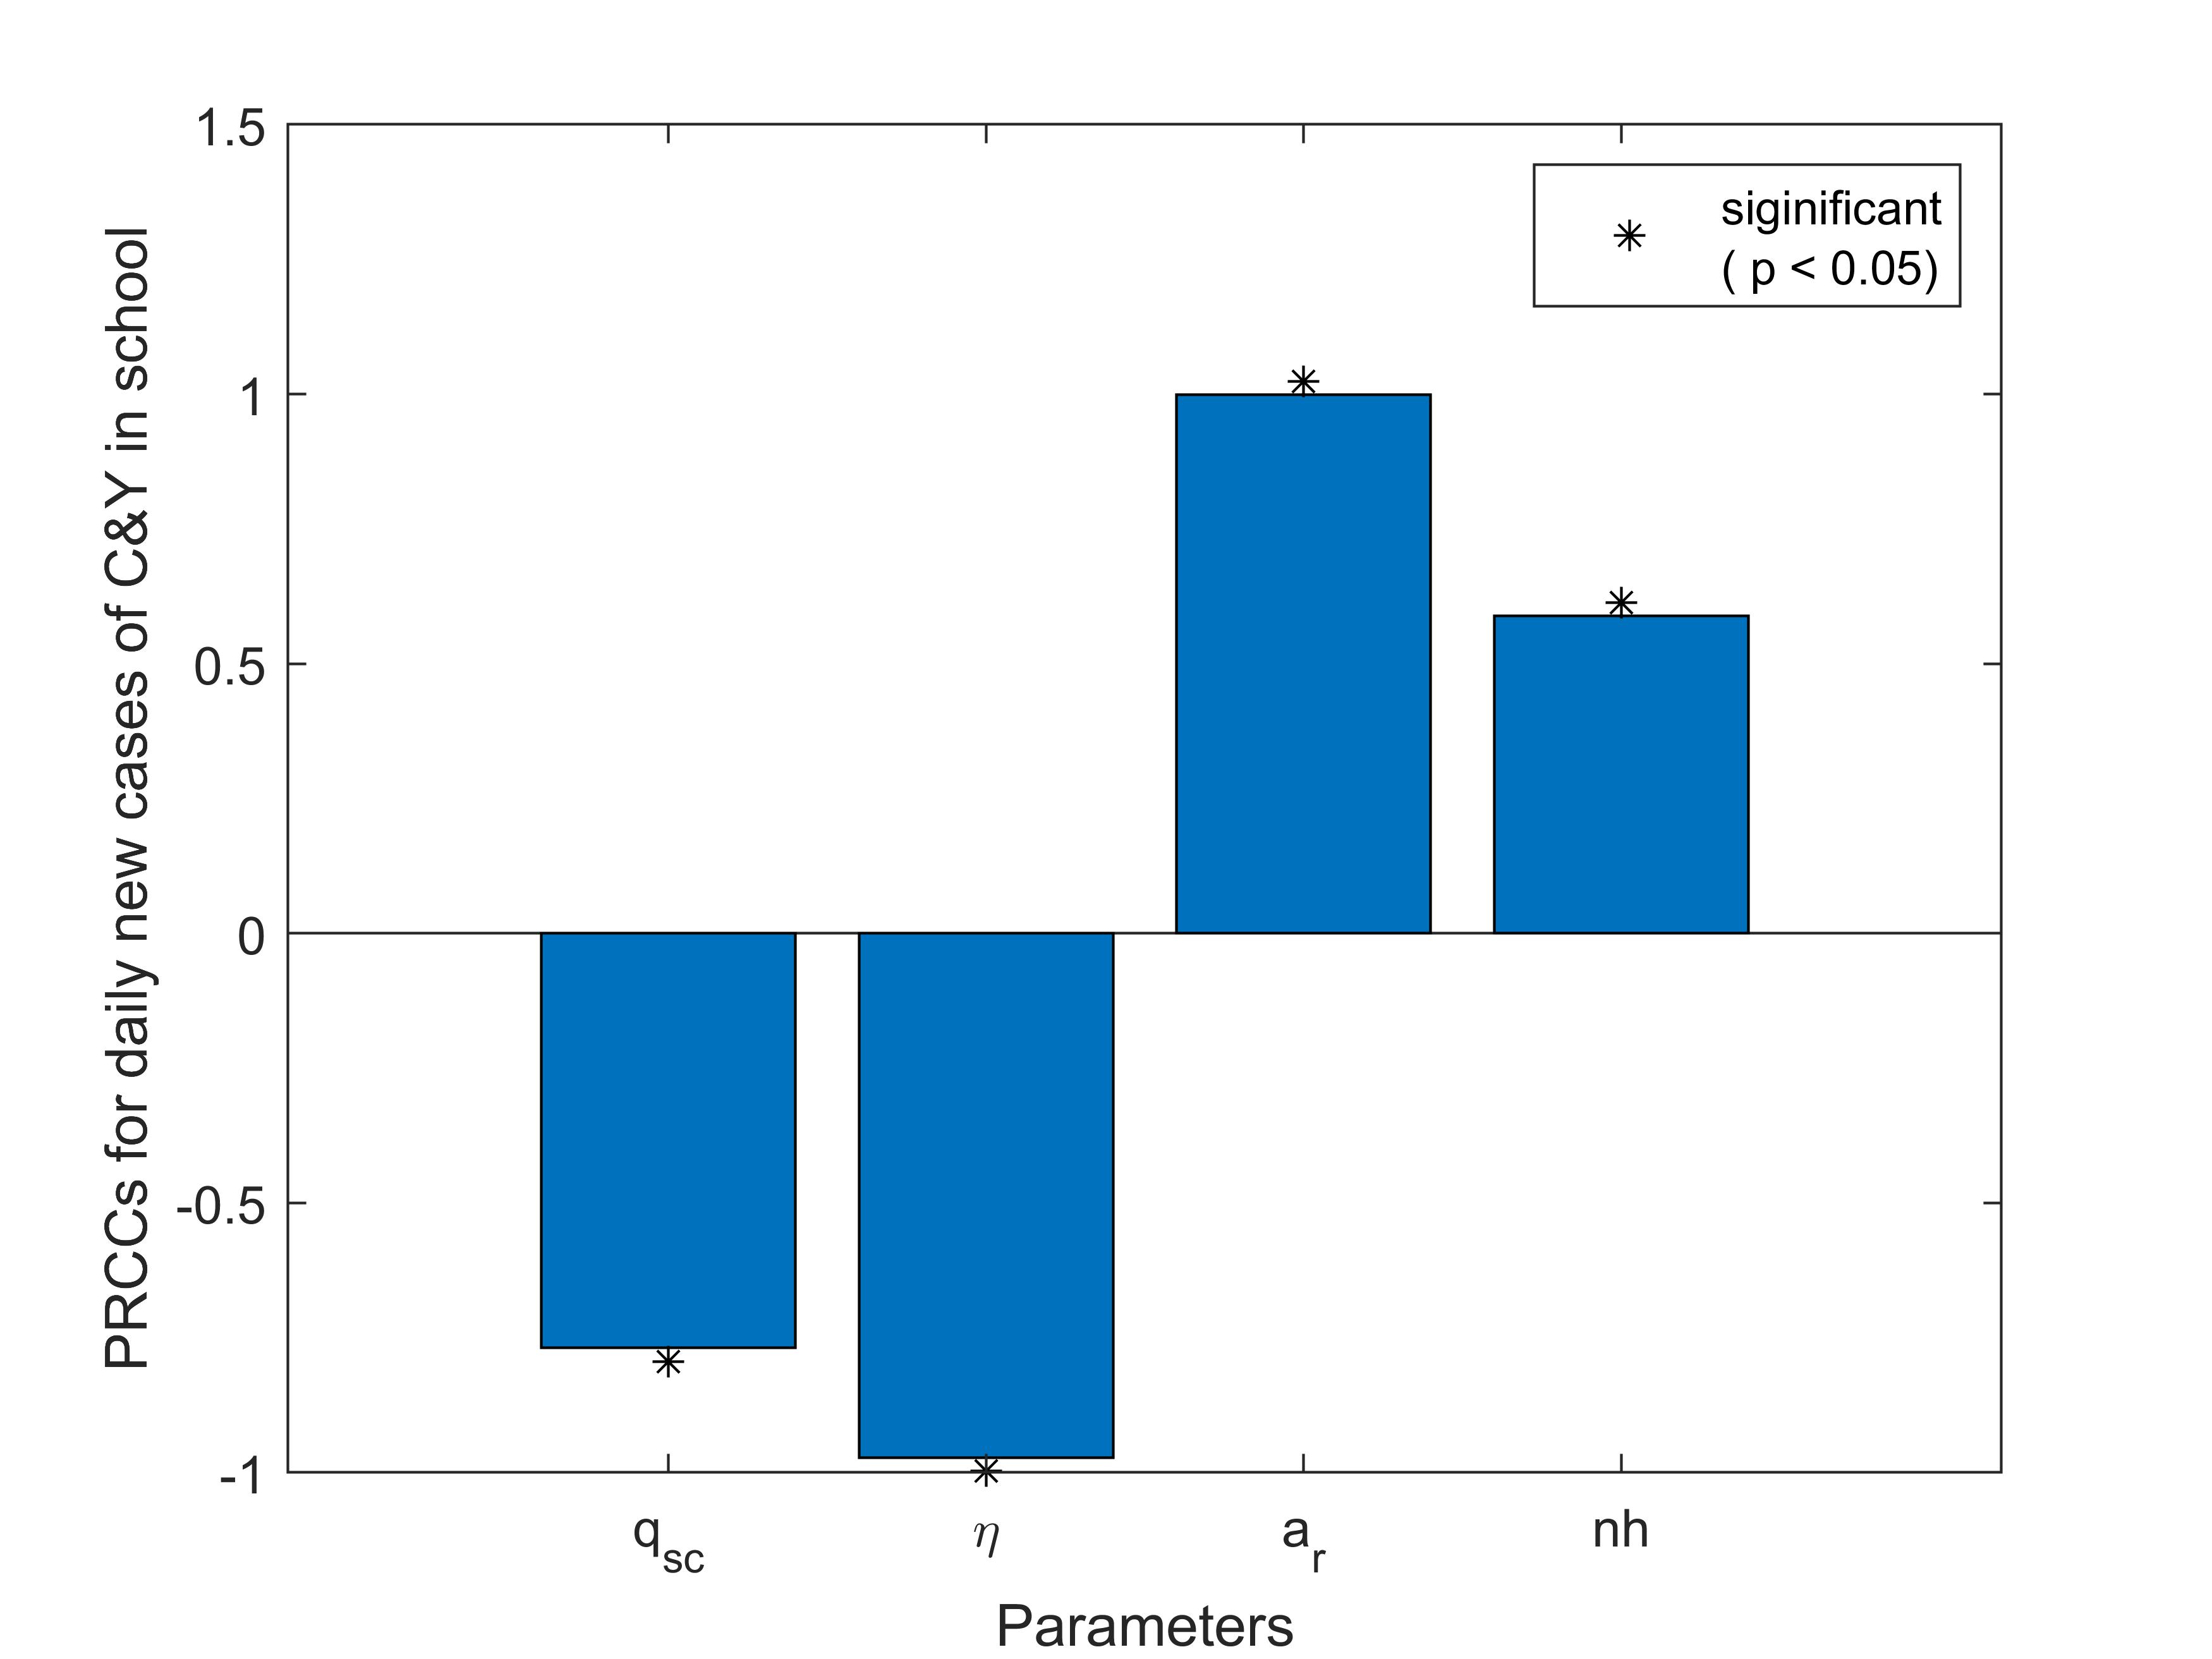 PRCCs for daily new cases of C&Y in school
1.5
1
0.5
0
-0.5
-1
siginificant
( p < 0.05)
q_sc
η
a_r
nh
Parameters